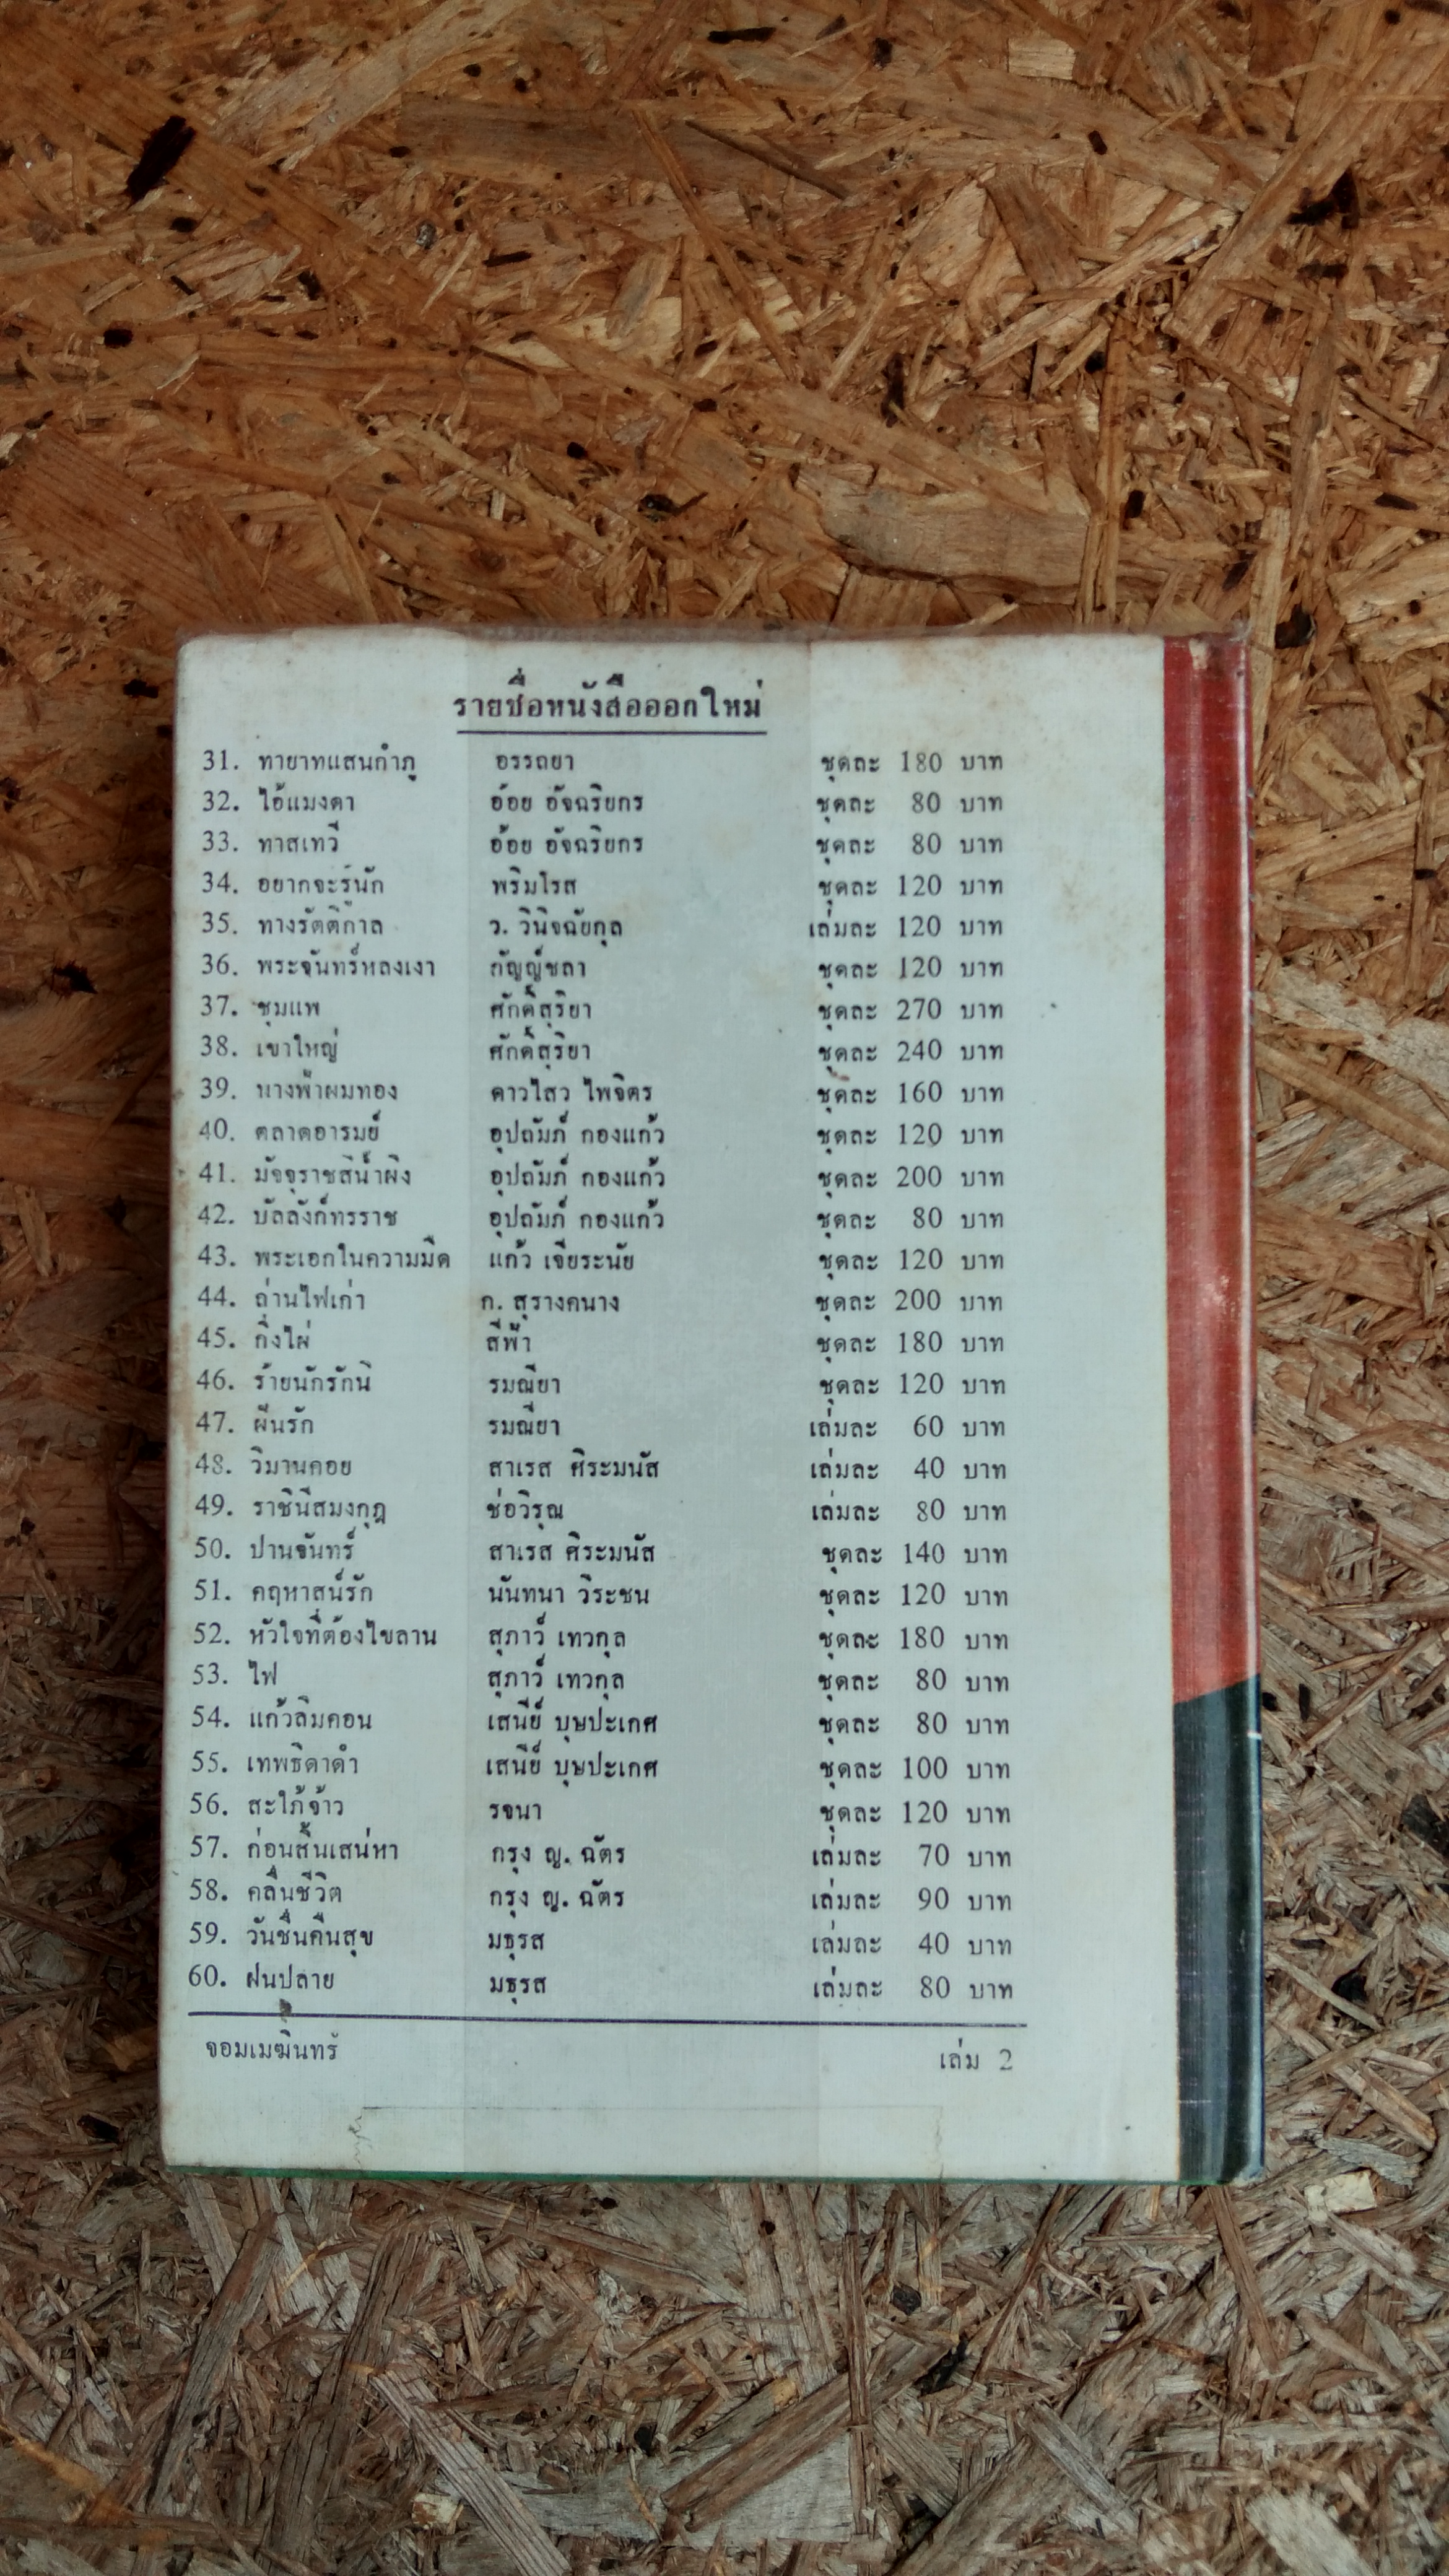 รายชื่อหนังสือออกใหม่
31. ทายาทแสนกำภู อรรถยา ชุดละ 180 บาท
32. ไอ้แมงดา อ้อย อัจฉริยกร ชุดละ 80 บาท
33. ทาสเทวี อ้อย อัจฉริยกร ชุดละ 80 บาท
34. อยากจะรู้นัก พริมโรส ชุดละ 120 บาท
35. ทางรัตติกาล ว. วินิจฉัยกุล เล่มละ 120 บาท
36. พระจันทร์หลงเงา กัญญ์ชลา ชุดละ 120 บาท
37. ชุมแพ ศักดิ์สุริยา ชุดละ 270 บาท
38. เขาใหญ่ ศักดิ์สุริยา ชุดละ 240 บาท
39. นางฟ้าผมทอง ดาวไสว ไพจิตร ชุดละ 160 บาท
40. ตลาดอารมย์ อุปถัมภ์ กองแก้ว ชุดละ 120 บาท
41. มัจจุราชสีน้ำผึ้ง อุปถัมภ์ กองแก้ว ชุดละ 200 บาท
42. บัลลังก์ทรราช อุปถัมภ์ กองแก้ว ชุดละ 80 บาท
43. พระเอกในความมืด แก้ว เจียระนัย ชุดละ 120 บาท
44. ถ่านไฟเก่า ก. สุรางคนาง ชุดละ 200 บาท
45. กิ่งไผ่ สีฟ้า ชุดละ 180 บาท
46. ร้ายนักรักนี้ รมณียา ชุดละ 120 บาท
47. ผืนรัก รมณียา เล่มละ 60 บาท
48. วิมานคอย สาเรส ศิระมนัส เล่มละ 40 บาท
49. ราชินีสมงกุฎ ช่อวิรุณ เล่มละ 80 บาท
50. ปานจันทร์ สาเรส ศิระมนัส ชุดละ 140 บาท
51. คฤหาสน์รัก นันทนา วีระชน ชุดละ 120 บาท
52. หัวใจที่ต้องไขลาน สุภาว์ เทวกุล ชุดละ 180 บาท
53. ไฟ สุภาว์ เทวกุล ชุดละ 80 บาท
54. แก้วลืมคอน เสนีย์ บุษปะเกศ ชุดละ 80 บาท
55. เทพธิดาดำ เสนีย์ บุษปะเกศ ชุดละ 100 บาท
56. สะใภ้จ้าว รจนา ชุดละ 120 บาท
57. ก่อนสิ้นเสน่หา กรุง ญ. ฉัตร เล่มละ 70 บาท
58. คลื่นชีวิต กรุง ญ. ฉัตร เล่มละ 90 บาท
59. วันชื่นคืนสุข มธุรส เล่มละ 40 บาท
60. ฝนปลาย มธุรส เล่มละ 80 บาท
จอมเมฆินทร์ เล่ม 2